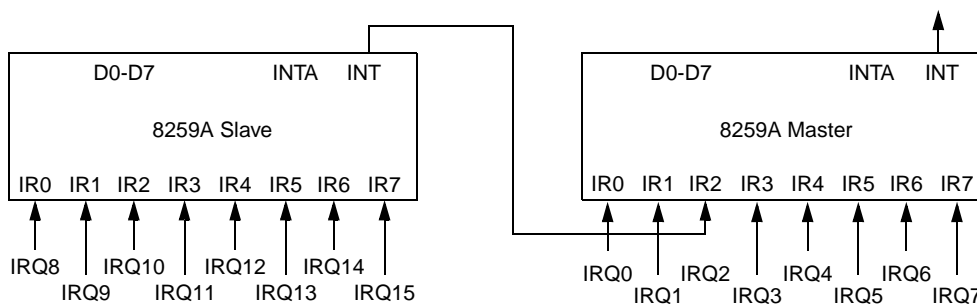 D0-D7 INTA INT
8259A Slave
IR0 IR1 IR2 IR3 IR4 IR5 IR6 IR7
IRQ8 IRQ10 IRQ12 IRQ14
IRQ9 IRQ11 IRQ13 IRQ15
D0-D7 INTA INT
8259A Master
IR0 IR1 IR2 IR3 IR4 IR5 IR6 IR7
IRQ0 IRQ2 IRQ4 IRQ6
IRQ1 IRQ3 IRQ5 IRQ7